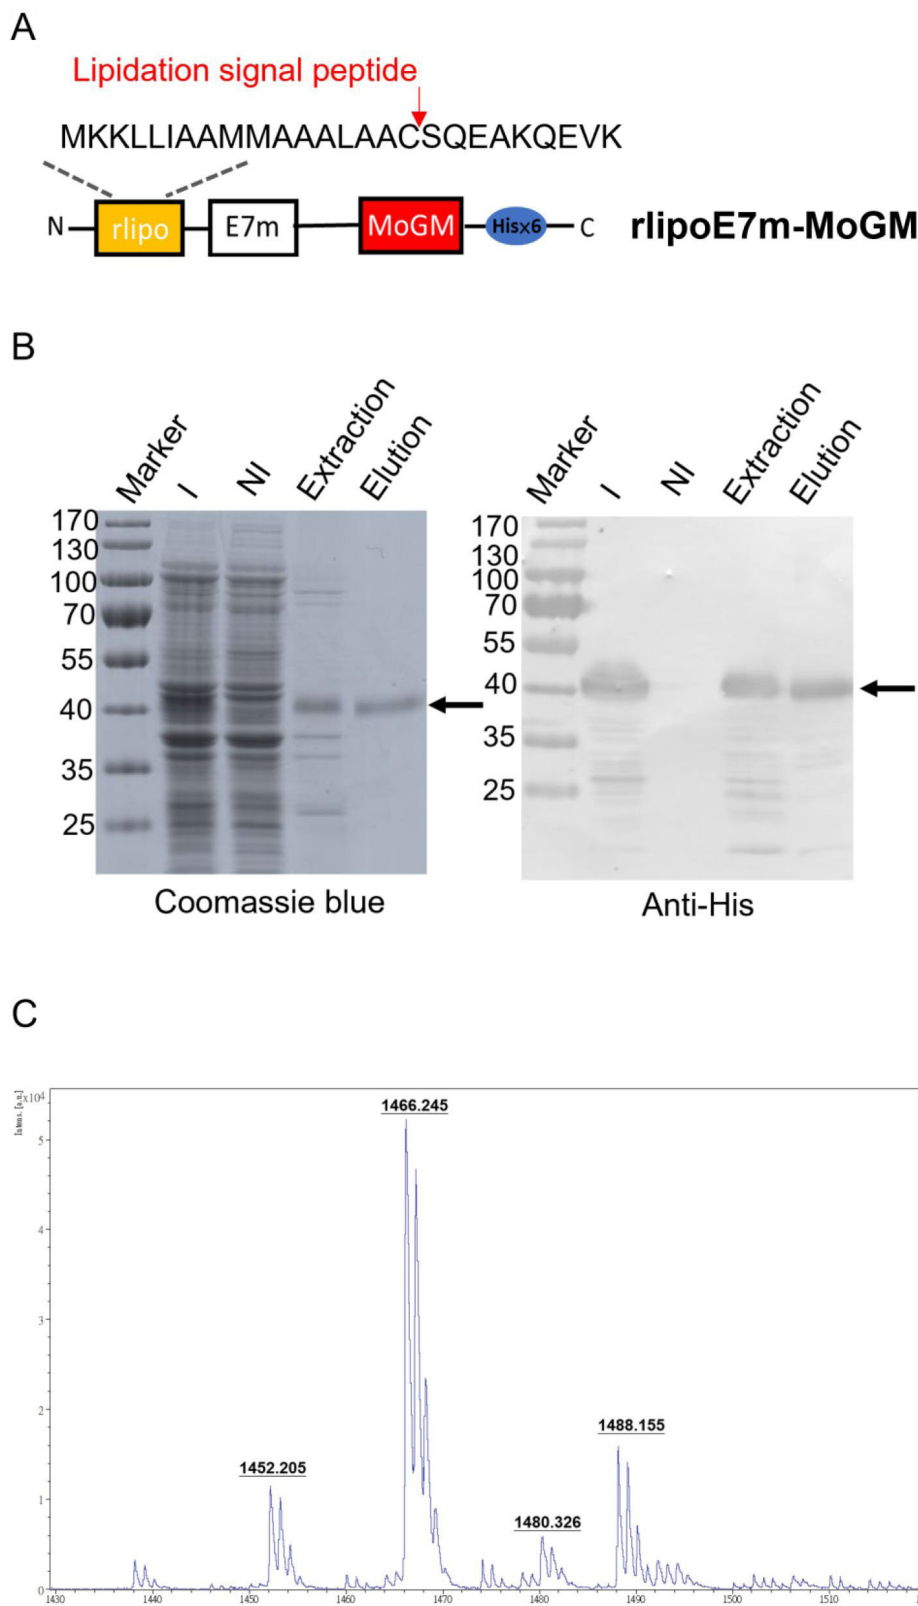 A
Lipidation signal peptide
MKKLLIAAMMAAALAACSQEAKQEVK
N rlipo E7m MoGM His×6 C rlipoE7m-MoGM
B
Marker I NI Extraction Elution
170
130
100
70
55
40
35
25
Coomassie blue
Marker I NI Extraction Elution
170
130
100
70
55
40
35
25
Anti-His
C
Intens. [a.u.]
x10⁴
1466.245
5
4
3
2
1488.155
1452.205
1480.326
1
0
1430 1440 1450 1460 1470 1480 1490 1500 1510